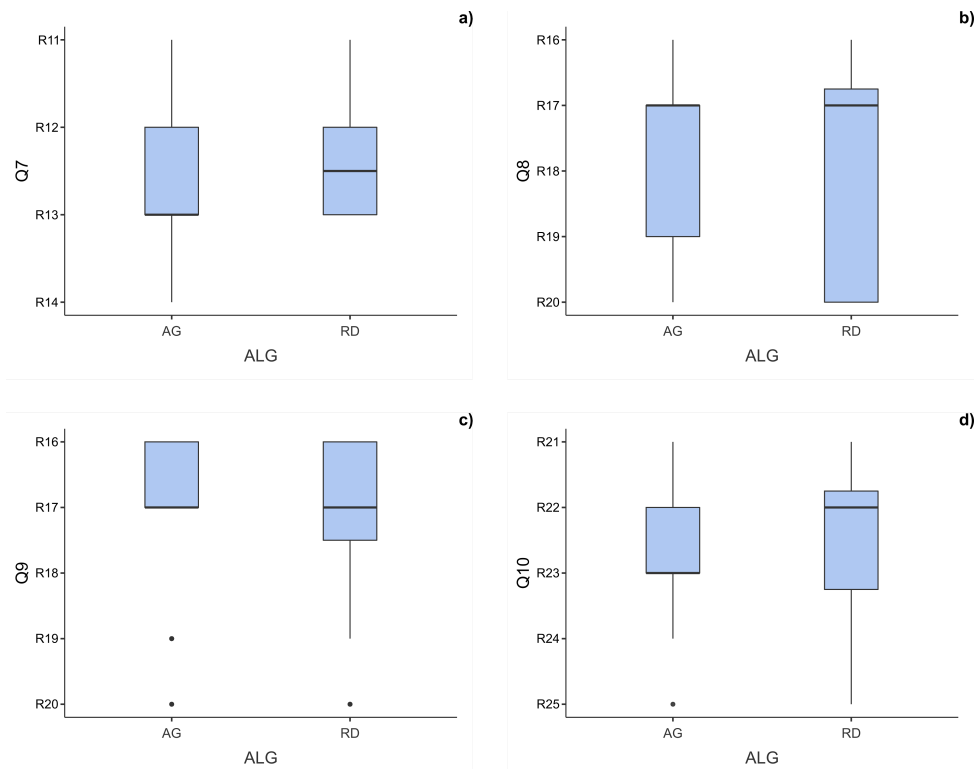 a)
Q7
R11
R12
R13
R14
AG RD
ALG
b)
Q8
R16
R17
R18
R19
R20
AG RD
ALG
c)
Q9
R16
R17
R18
R19
R20
AG RD
ALG
d)
Q10
R21
R22
R23
R24
R25
AG RD
ALG